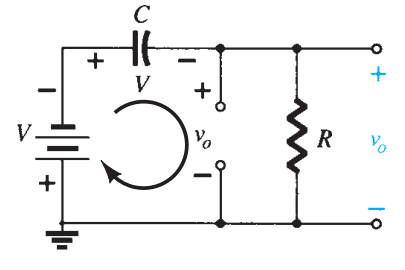 C
+ −
+
− V +
V v_o R v_o
+ − −